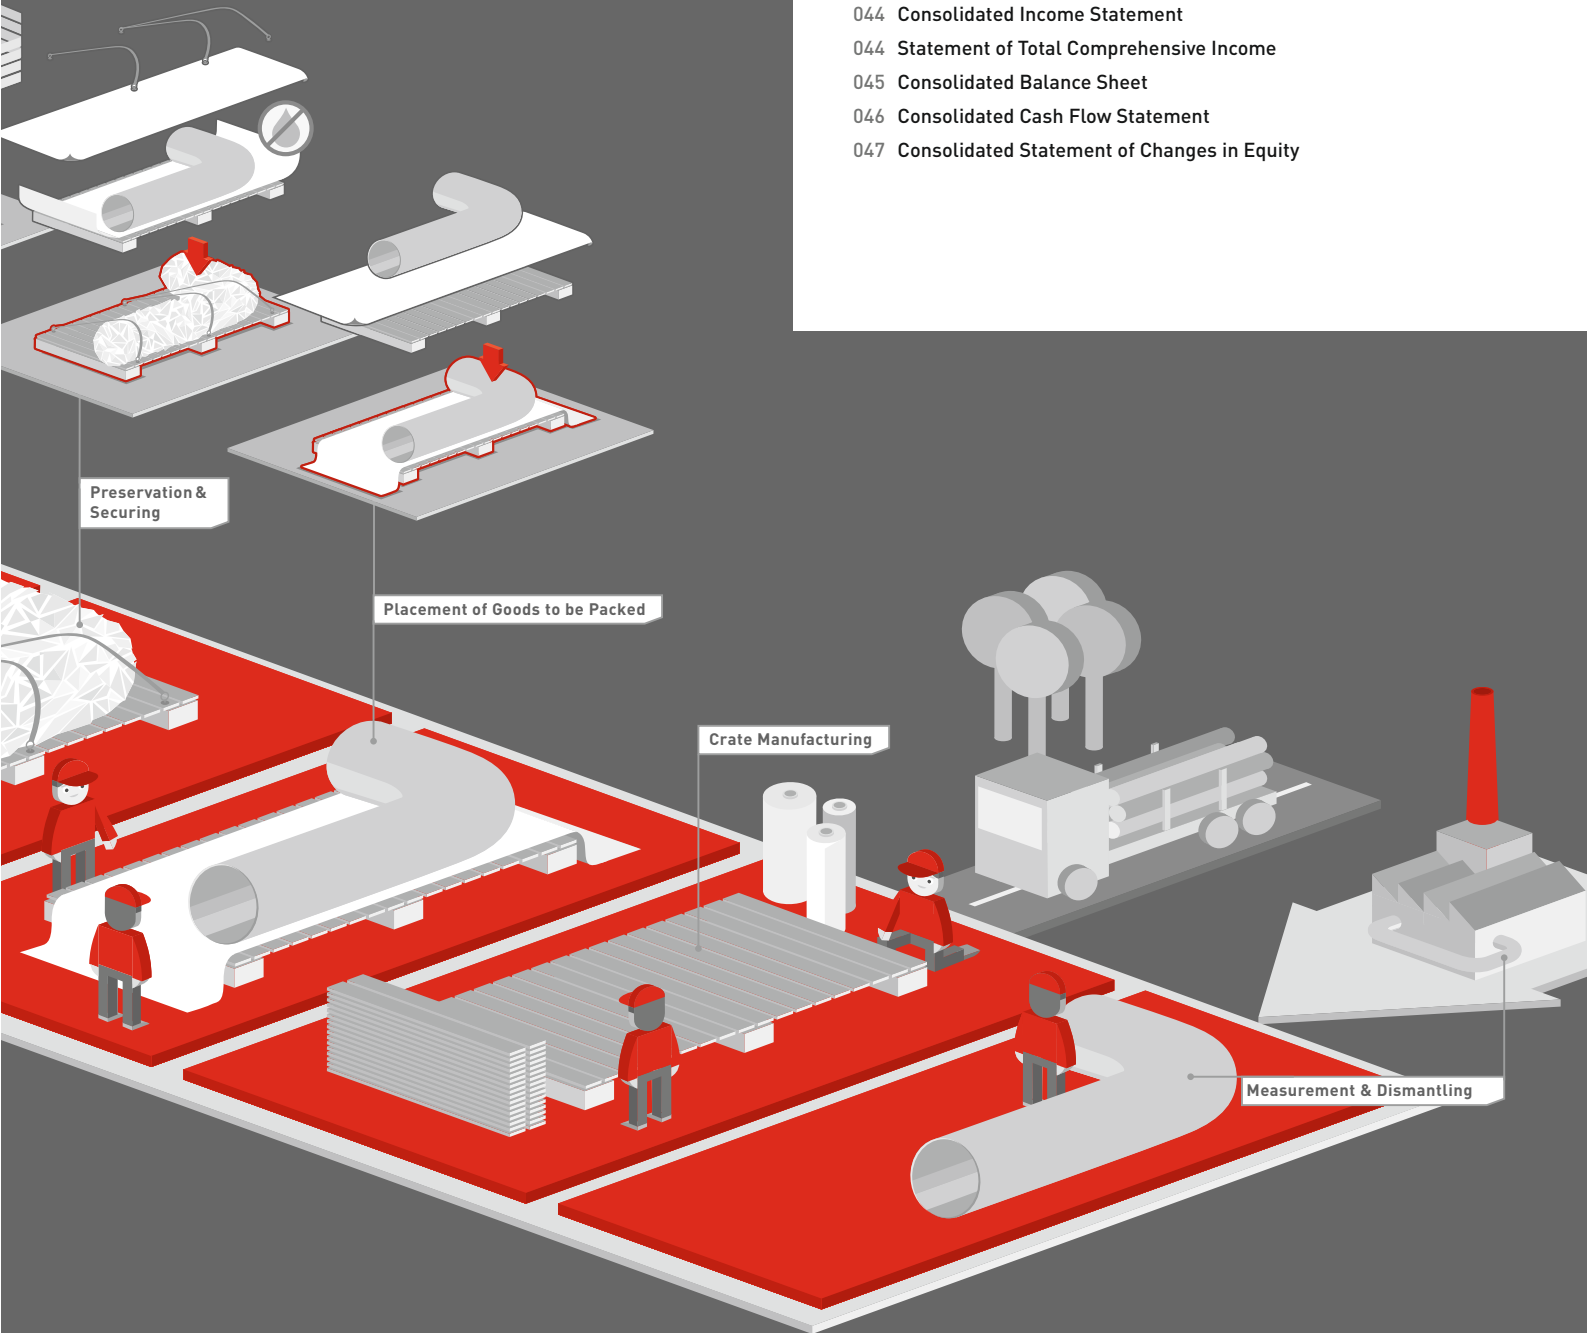 044 Consolidated Income Statement
044 Statement of Total Comprehensive Income
045 Consolidated Balance Sheet
046 Consolidated Cash Flow Statement
047 Consolidated Statement of Changes in Equity
Preservation &
Securing
Placement of Goods to be Packed
Crate Manufacturing
Measurement & Dismantling